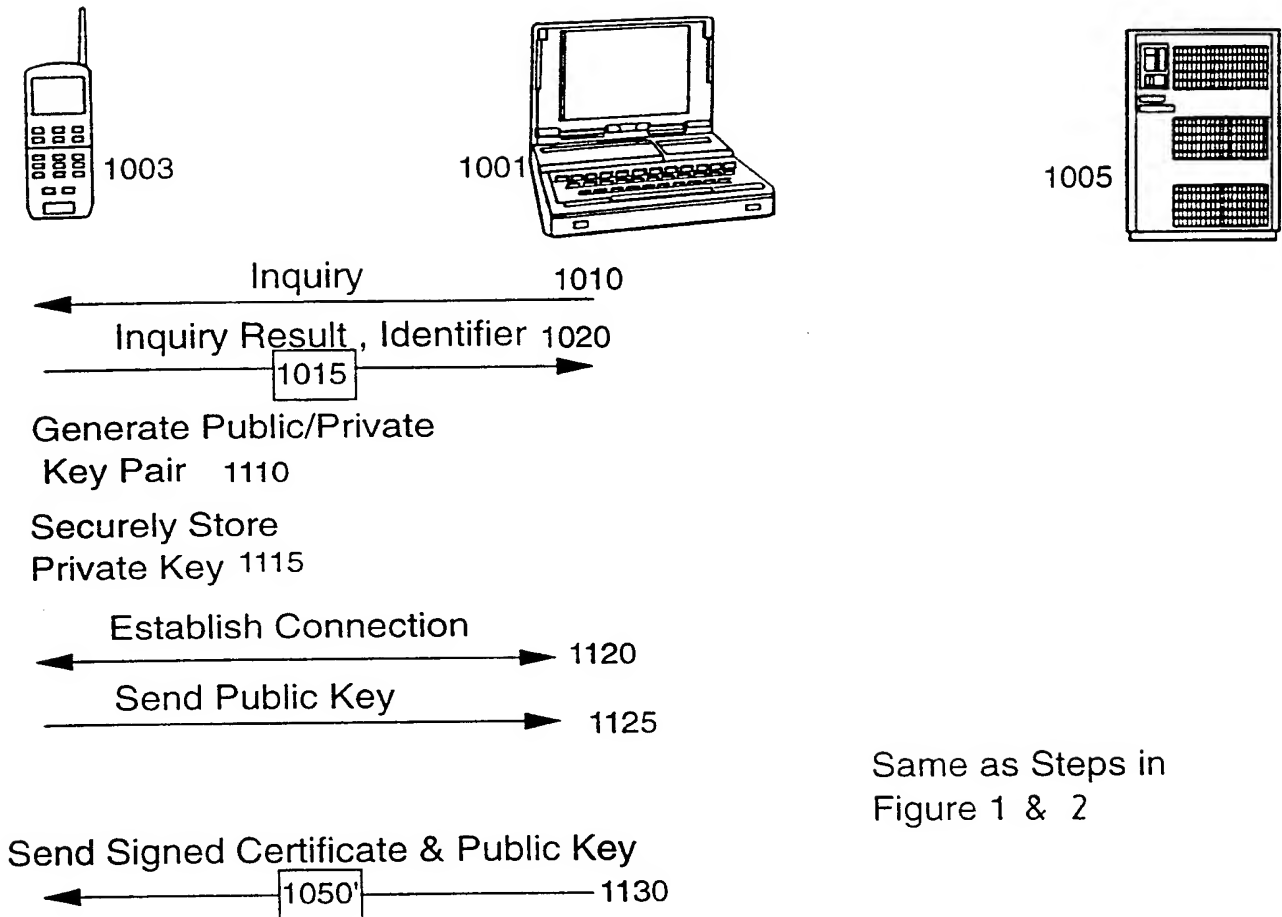 1003
1001
1005
Inquiry 1010
Inquiry Result , Identifier 1020
1015
Generate Public/Private
Key Pair 1110
Securely Store
Private Key 1115
Establish Connection 1120
Send Public Key 1125
Same as Steps in
Figure 1 & 2
Send Signed Certificate & Public Key
1050' 1130